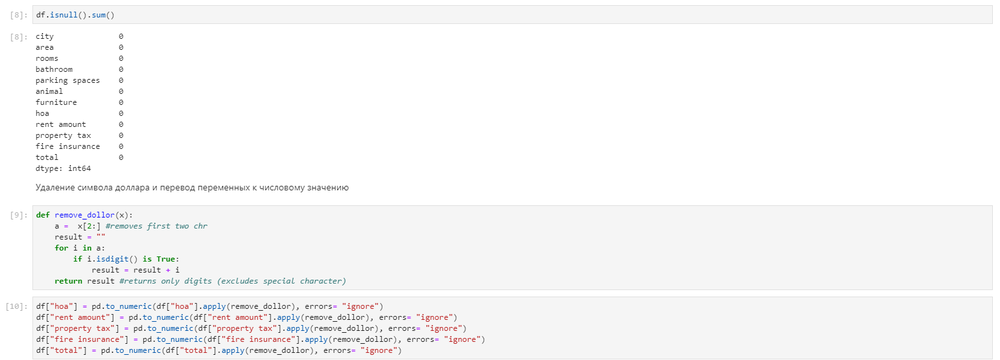 [8]: df.isnull().sum()
[8]: city 0
area 0
rooms 0
bathroom 0
parking spaces 0
animal 0
furniture 0
hoa 0
rent amount 0
property tax 0
fire insurance 0
total 0
dtype: int64
Удаление символа доллара и перевод переменных к числовому значению
[9]: def remove_dollor(x):
    a =  x[2:] #removes first two chr
    result = ""
    for i in a:
        if i.isdigit() is True:
            result = result + i
    return result #returns only digits (excludes special character)
[10]: df["hoa"] = pd.to_numeric(df["hoa"].apply(remove_dollor), errors= "ignore")
df["rent amount"] = pd.to_numeric(df["rent amount"].apply(remove_dollor), errors= "ignore")
df["property tax"] = pd.to_numeric(df["property tax"].apply(remove_dollor), errors= "ignore")
df["fire insurance"] = pd.to_numeric(df["fire insurance"].apply(remove_dollor), errors= "ignore")
df["total"] = pd.to_numeric(df["total"].apply(remove_dollor), errors= "ignore")